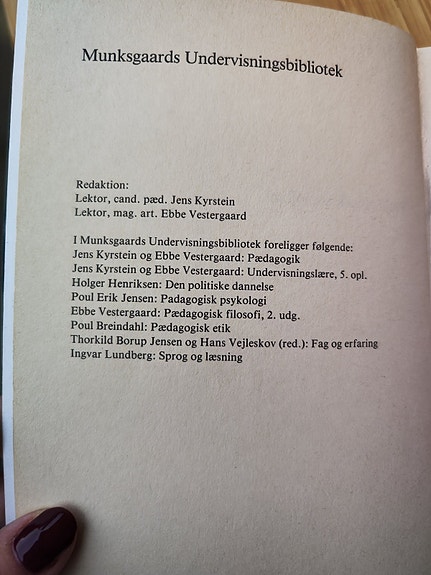 Munksgaards Undervisningsbibliotek
Redaktion:
Lektor, cand. pæd. Jens Kyrstein
Lektor, mag. art. Ebbe Vestergaard
I Munksgaards Undervisningsbibliotek foreligger følgende:
Jens Kyrstein og Ebbe Vestergaard: Pædagogik
Jens Kyrstein og Ebbe Vestergaard: Undervisningslære, 5. opl.
Holger Henriksen: Den politiske dannelse
Poul Erik Jensen: Padagogisk psykologi
Ebbe Vestergaard: Pædagogisk filosofi, 2. udg.
Poul Breindahl: Pædagogisk etik
Thorkild Borup Jensen og Hans Vejleskov (red.): Fag og erfaring
Ingvar Lundberg: Sprog og læsning